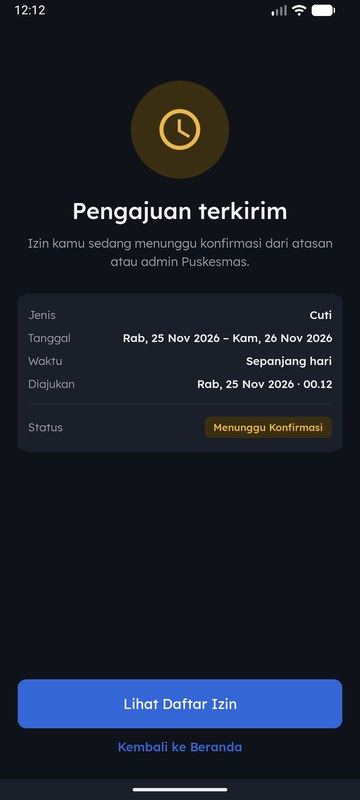 12:12
Pengajuan terkirim
Izin kamu sedang menunggu konfirmasi dari atasan
atau admin Puskesmas.
Jenis Cuti
Tanggal Rab, 25 Nov 2026 – Kam, 26 Nov 2026
Waktu Sepanjang hari
Diajukan Rab, 25 Nov 2026 · 00.12
Status Menunggu Konfirmasi
Lihat Daftar Izin
Kembali ke Beranda